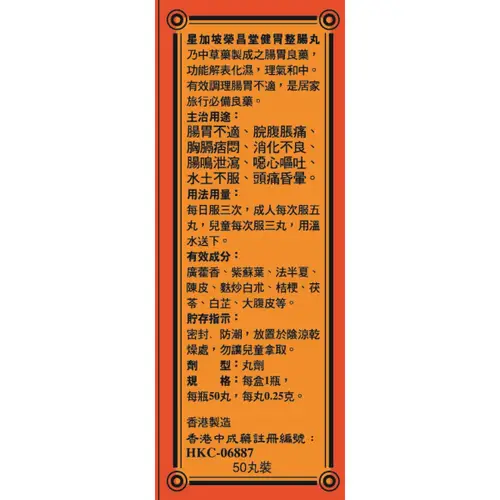 星加坡榮昌堂健胃整腸丸
乃中草藥製成之腸胃良藥,
功能解表化濕,理氣和中。
有效調理腸胃不適,是居家
旅行必備良藥。
主治用途:
腸胃不適、脘腹脹痛、
胸膈痞悶、消化不良、
腸鳴泄瀉、噁心嘔吐、
水土不服、頭痛昏暈。
用法用量:
每日服三次,成人每次服五
丸,兒童每次服三丸,用溫
水送下。
有效成分:
廣藿香、紫蘇葉、法半夏、
陳皮、麩炒白朮、桔梗、茯
苓、白芷、大腹皮等。
貯存指示:
密封﹑防潮,放置於陰涼乾
燥處,勿讓兒童拿取。
劑 型:丸劑
規 格:每盒1瓶,
每瓶50丸,每丸0.25克。
香港製造
香港中成藥註冊編號:
HKC-06887
50丸裝